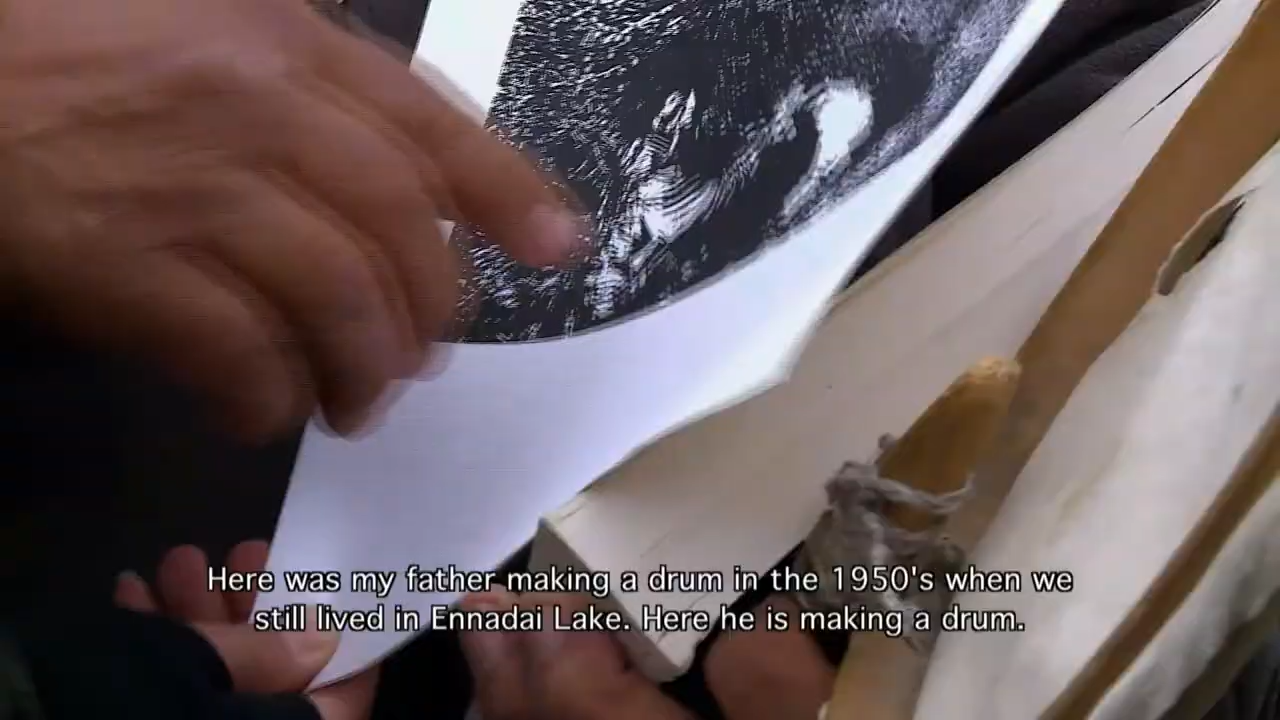 Here was my father making a drum in the 1950's when we
still lived in Ennadai Lake. Here he is making a drum.